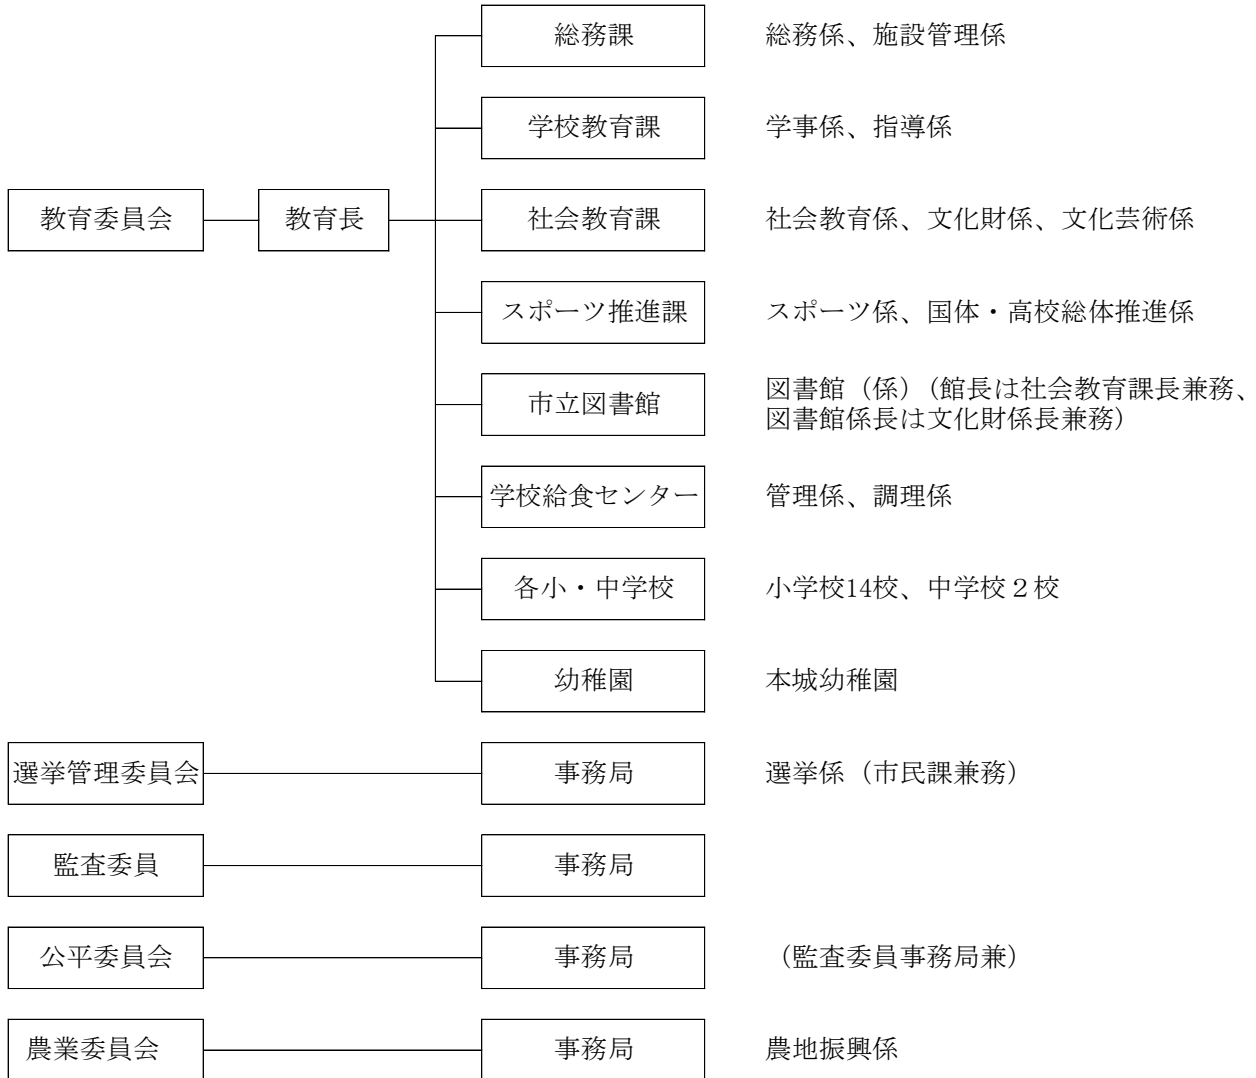 総務課 総務係、施設管理係
学校教育課 学事係、指導係
教育委員会 教育長 社会教育課 社会教育係、文化財係、文化芸術係
スポーツ推進課 スポーツ係、国体・高校総体推進係
市立図書館 図書館（係）（館長は社会教育課長兼務、
図書館係長は文化財係長兼務）
学校給食センター 管理係、調理係
各小・中学校 小学校14校、中学校２校
幼稚園 本城幼稚園
選挙管理委員会 事務局 選挙係（市民課兼務）
監査委員 事務局
公平委員会 事務局 （監査委員事務局兼）
農業委員会 事務局 農地振興係